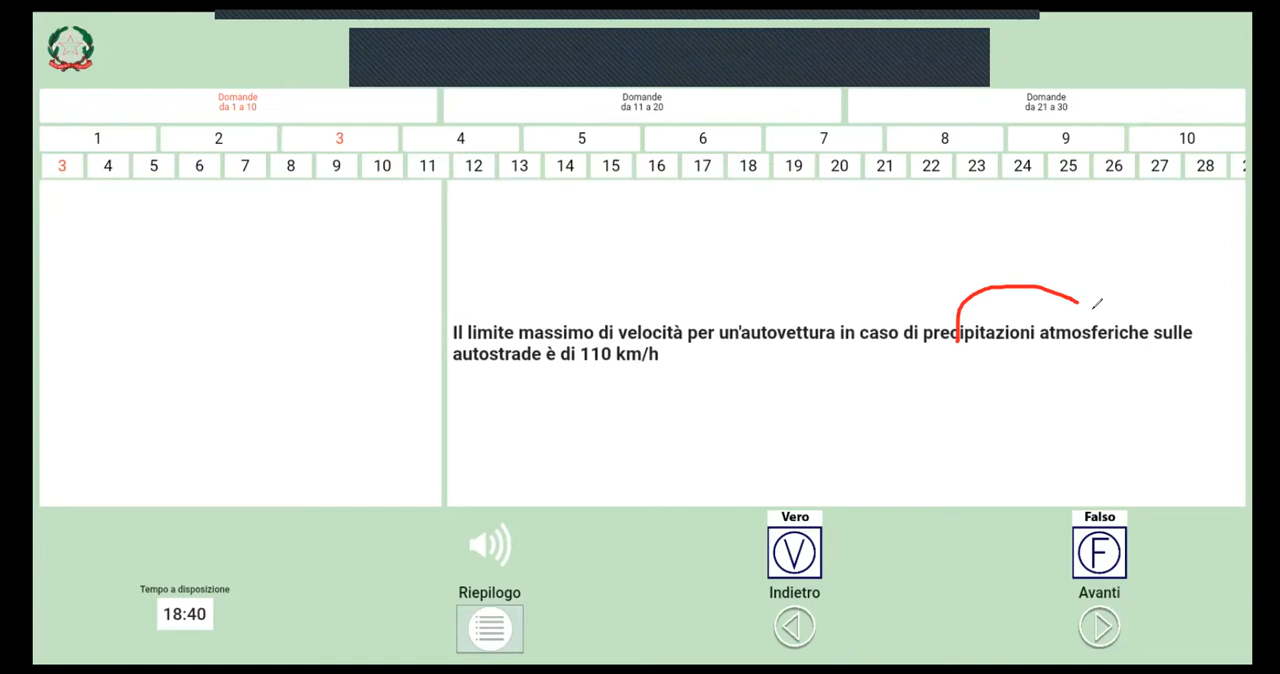 Domande
da 1 a 10
Domande
da 11 a 20
Domande
da 21 a 30
1 2 3 4 5 6 7 8 9 10
3 4 5 6 7 8 9 10 11 12 13 14 15 16 17 18 19 20 21 22 23 24 25 26 27 28
Il limite massimo di velocità per un'autovettura in caso di precipitazioni atmosferiche sulle
autostrade è di 110 km/h
Vero
Falso
V
F
Tempo a disposizione
18:40
Riepilogo
Indietro
Avanti